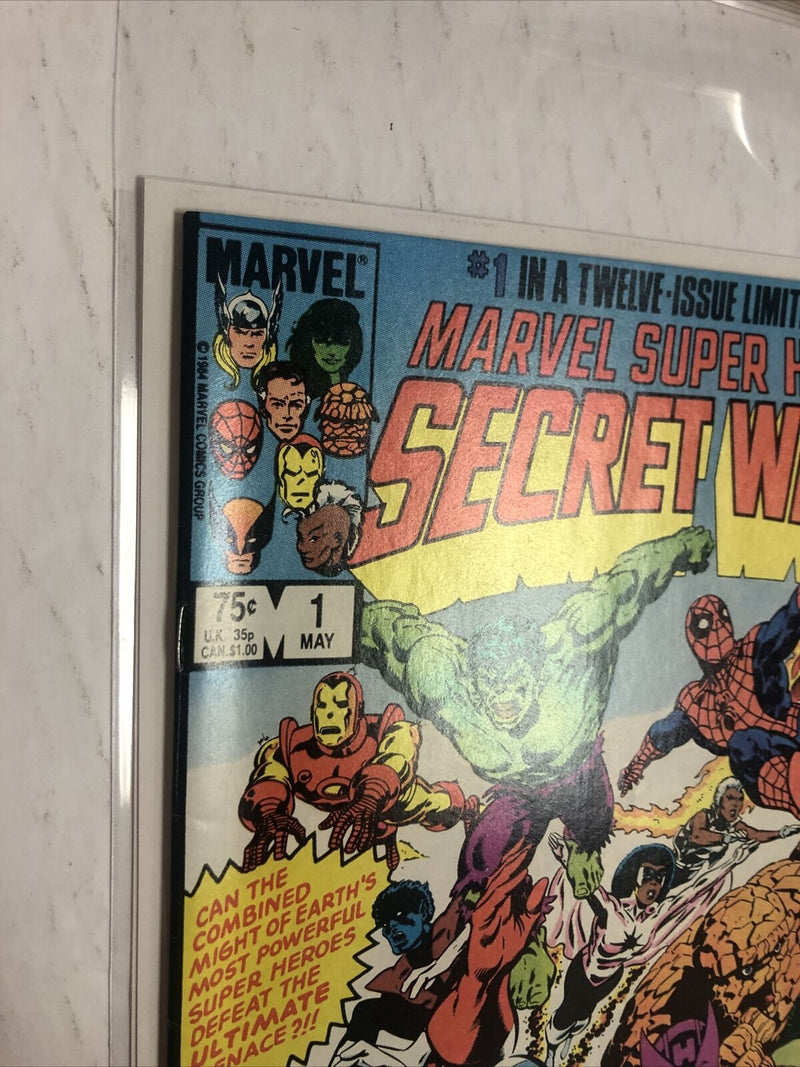 MARVEL®
#1 IN A TWELVE-ISSUE LIMIT
MARVEL SUPER H
SECRET W
© 1984 MARVEL COMICS GROUP
75¢
U.K. 35p
CAN. $1.00
M
1
MAY
CAN THE
COMBINED
MIGHT OF EARTH'S
MOST POWERFUL
SUPER HEROES
DEFEAT THE
ULTIMATE
ENACE?!!
H